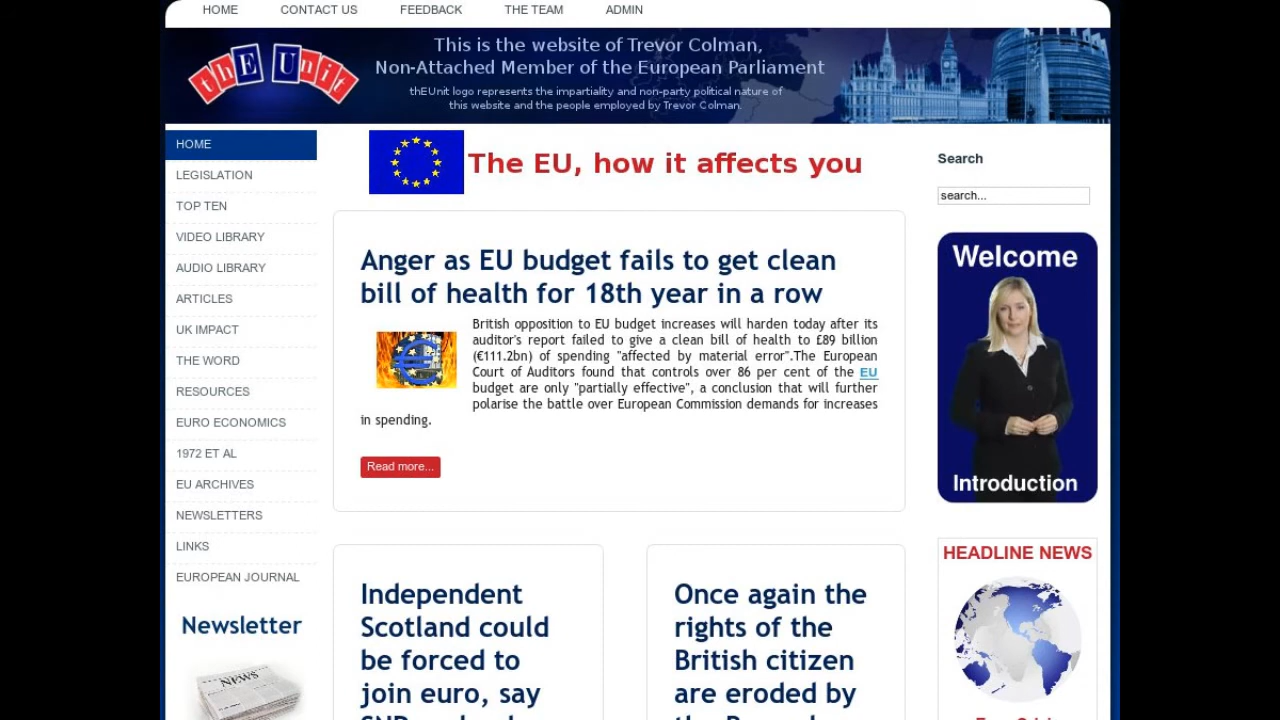 HOME CONTACT US FEEDBACK THE TEAM ADMIN
thEUnit
This is the website of Trevor Colman,
Non-Attached Member of the European Parliament
thEUnit logo represents the impartiality and non-party political nature of
this website and the people employed by Trevor Colman.
HOME
LEGISLATION
TOP TEN
VIDEO LIBRARY
AUDIO LIBRARY
ARTICLES
UK IMPACT
THE WORD
RESOURCES
EURO ECONOMICS
1972 ET AL
EU ARCHIVES
NEWSLETTERS
LINKS
EUROPEAN JOURNAL
Newsletter
NEWS
The EU, how it affects you
Anger as EU budget fails to get clean
bill of health for 18th year in a row
British opposition to EU budget increases will harden today after its
auditor's report failed to give a clean bill of health to £89 billion
(€111.2bn) of spending "affected by material error".The European
Court of Auditors found that controls over 86 per cent of the EU
budget are only "partially effective", a conclusion that will further
polarise the battle over European Commission demands for increases
in spending.
Read more...
Independent
Scotland could
be forced to
join euro, say
Once again the
rights of the
British citizen
are eroded by
Search
search...
Welcome
Introduction
HEADLINE NEWS